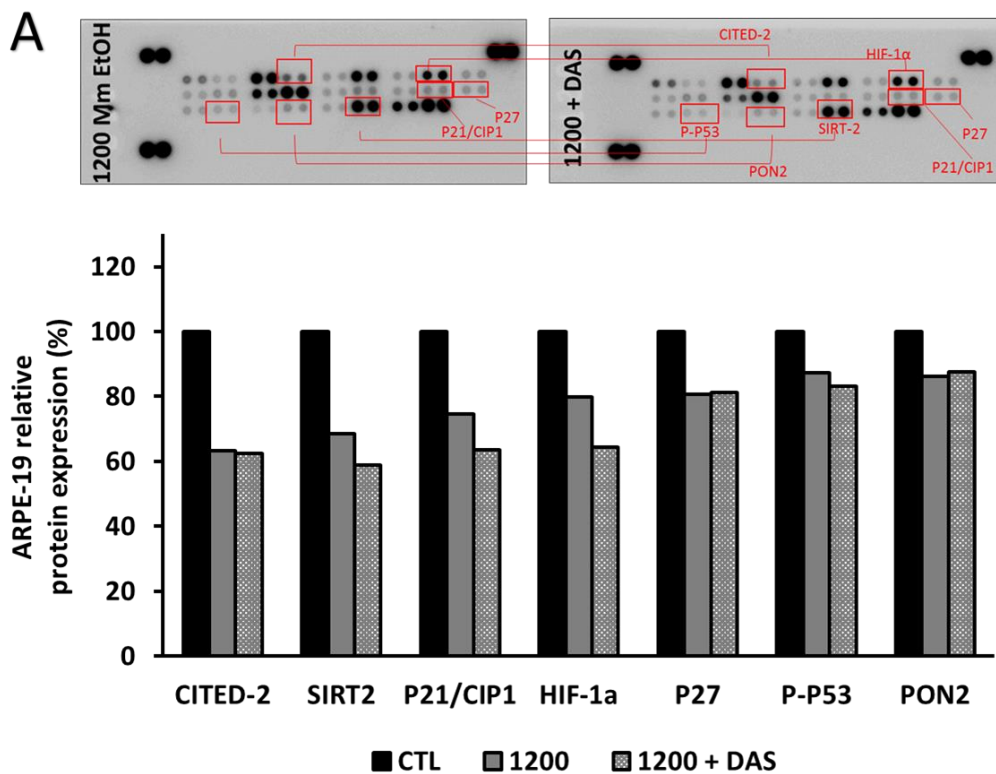 A
1200 Mm EtOH
P21/CIP1
P27
1200 + DAS
CITED-2
HIF-1α
P-P53
SIRT-2
PON2
P27
P21/CIP1
ARPE-19 relative
protein expression (%)
120
100
80
60
40
20
0
CITED-2 SIRT2 P21/CIP1 HIF-1a P27 P-P53 PON2
CTL 1200 1200 + DAS